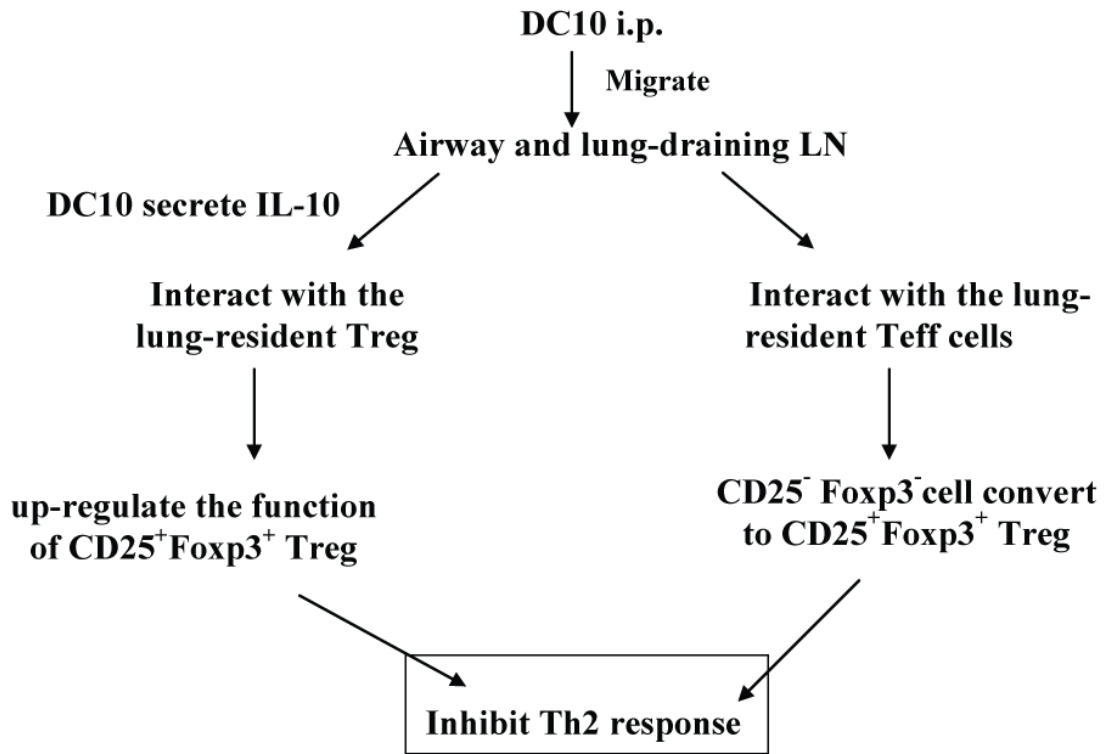 DC10 i.p.
Migrate
Airway and lung-draining LN
DC10 secrete IL-10
Interact with the
lung-resident Treg
Interact with the lung-
resident Teff cells
up-regulate the function
of CD25⁺Foxp3⁺ Treg
CD25⁻ Foxp3⁻cell convert
to CD25⁺Foxp3⁺ Treg
Inhibit Th2 response